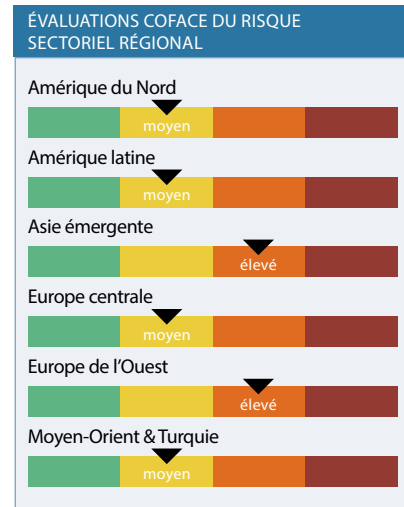 ÉVALUATIONS COFACE DU RISQUE
SECTORIEL RÉGIONAL
Amérique du Nord
moyen
Amérique latine
moyen
Asie émergente
élevé
Europe centrale
moyen
Europe de l’Ouest
élevé
Moyen-Orient & Turquie
moyen